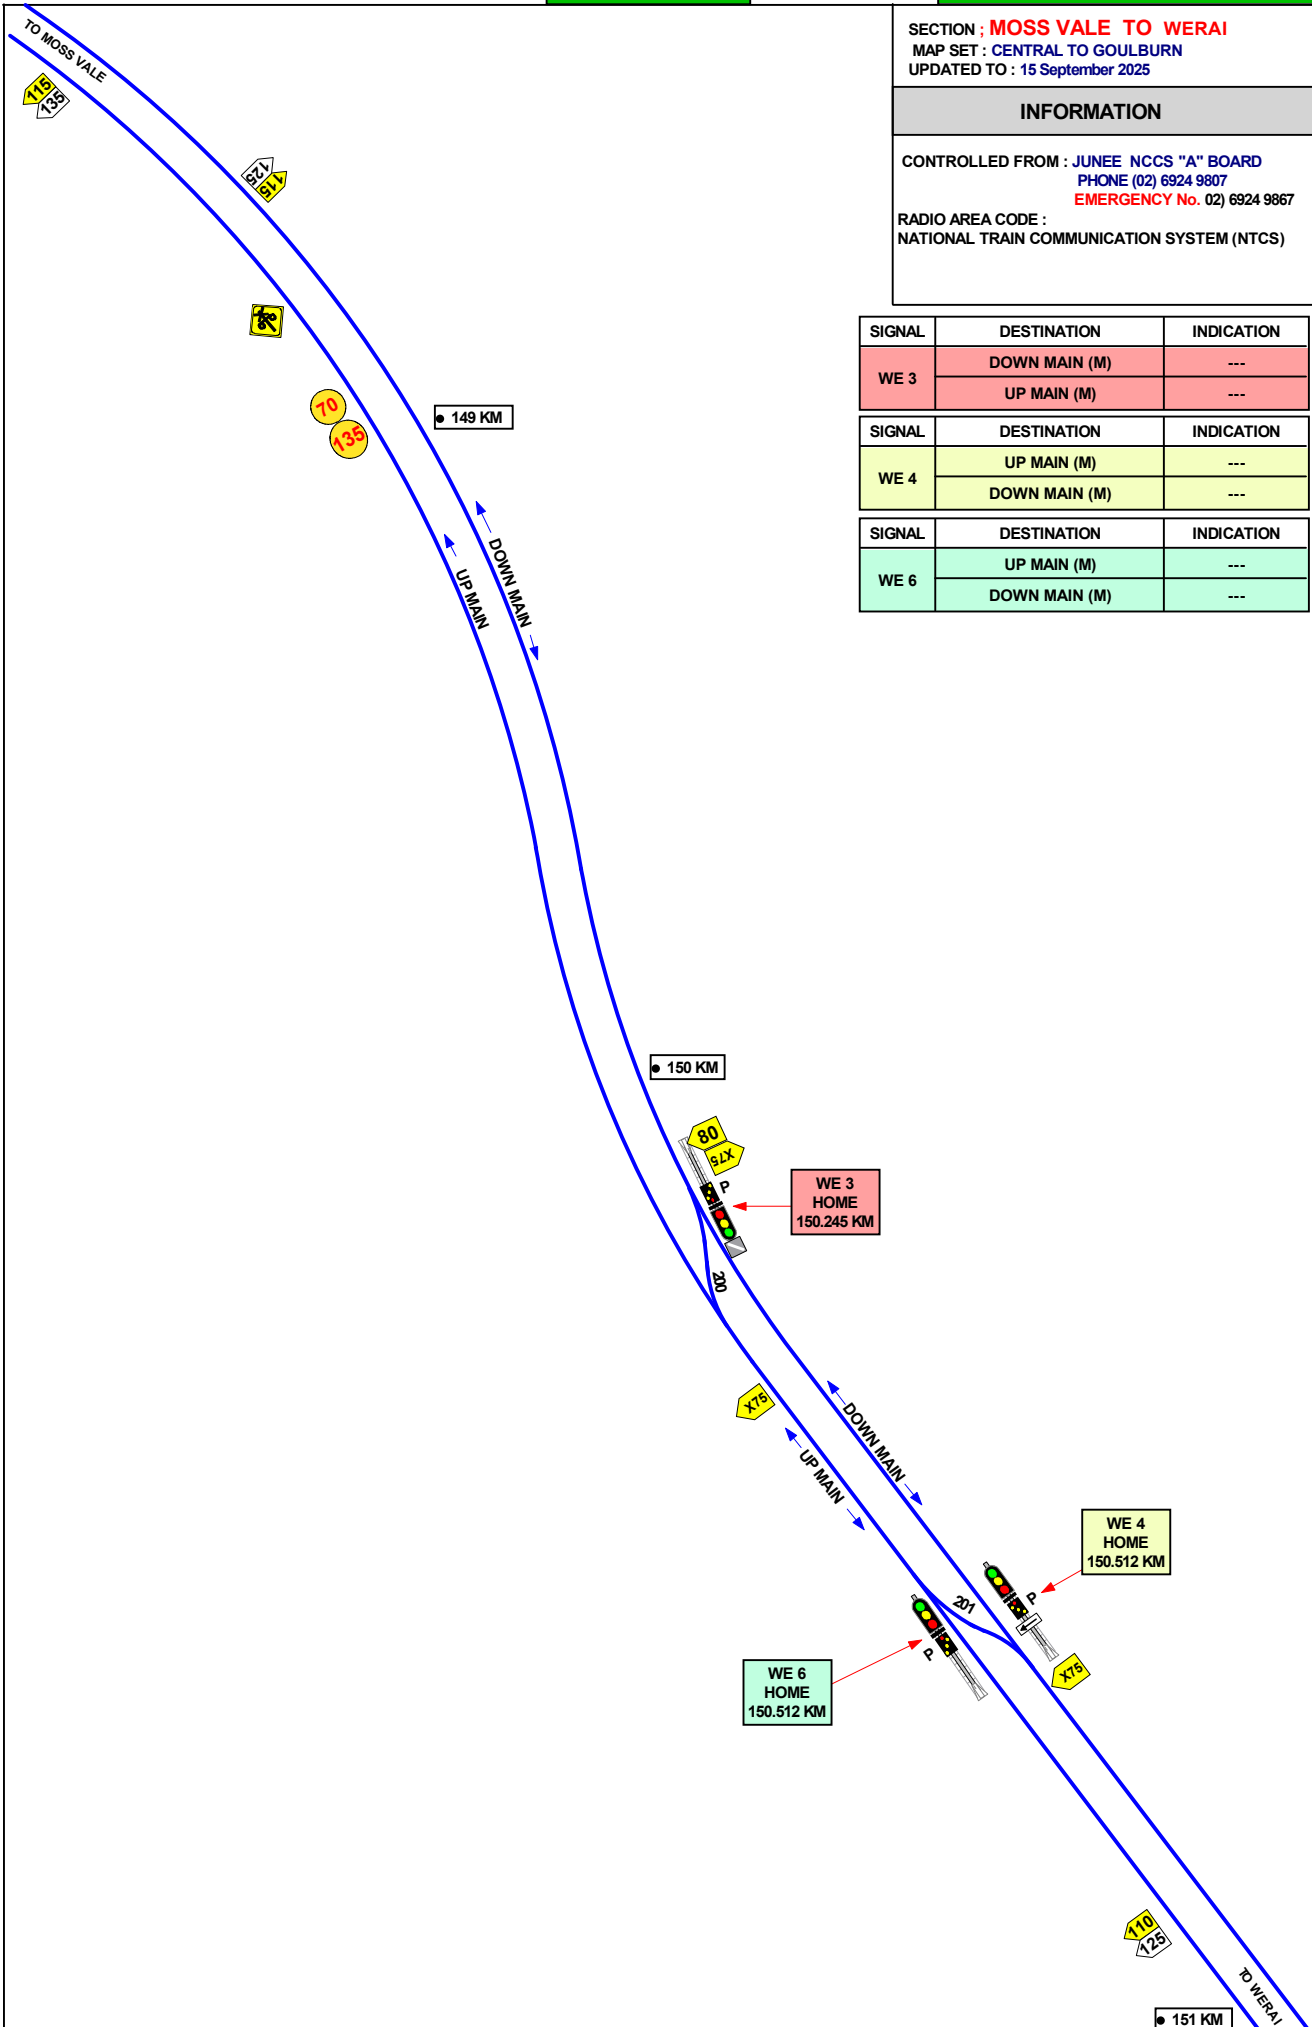 SECTION ; MOSS VALE TO WERAI
MAP SET : CENTRAL TO GOULBURN
UPDATED TO : 15 September 2025
INFORMATION
CONTROLLED FROM : JUNEE NCCS "A" BOARD
PHONE (02) 6924 9807
EMERGENCY No. 02) 6924 9867
RADIO AREA CODE :
NATIONAL TRAIN COMMUNICATION SYSTEM (NTCS)
SIGNAL DESTINATION INDICATION
WE 3
DOWN MAIN (M) ---
UP MAIN (M) ---
SIGNAL DESTINATION INDICATION
WE 4
UP MAIN (M) ---
DOWN MAIN (M) ---
SIGNAL DESTINATION INDICATION
WE 6
UP MAIN (M) ---
DOWN MAIN (M) ---
TO MOSS VALE
115
135
125
115
70
135
149 KM
DOWN MAIN
UP MAIN
150 KM
80
X75
P
WE 3
HOME
150.245 KM
200
X75
DOWN MAIN
UP MAIN
WE 4
HOME
150.512 KM
P
201
P
X75
WE 6
HOME
150.512 KM
110
125
TO WERAI
151 KM